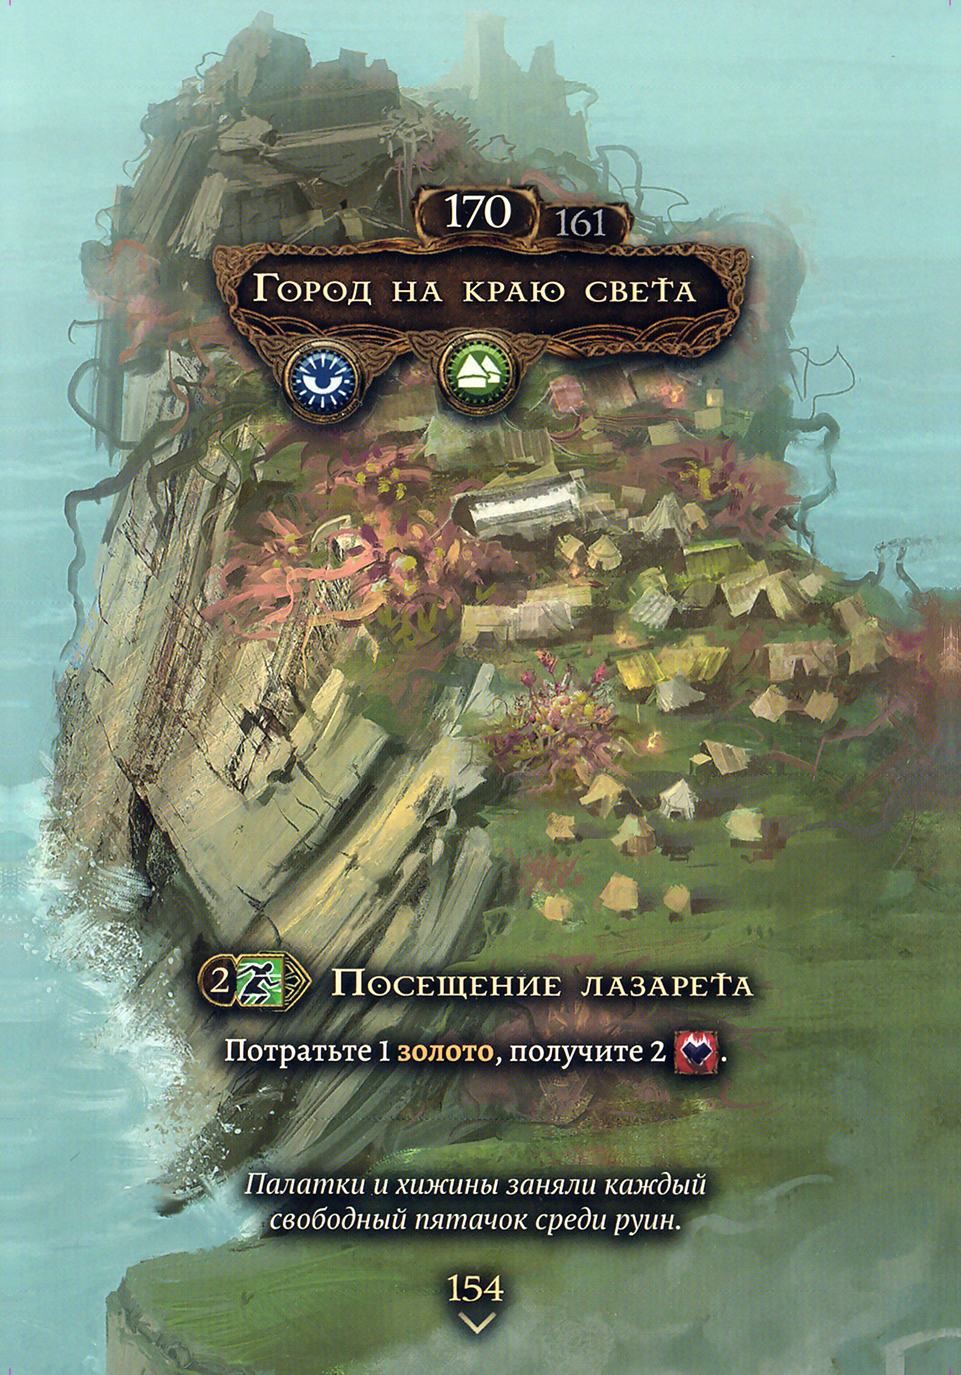 170 161
Город на краю света
2 Посещение лазарета
Потратьте 1 золото, получите 2 .
Палатки и хижины заняли каждый
свободный пятачок среди руин.
154